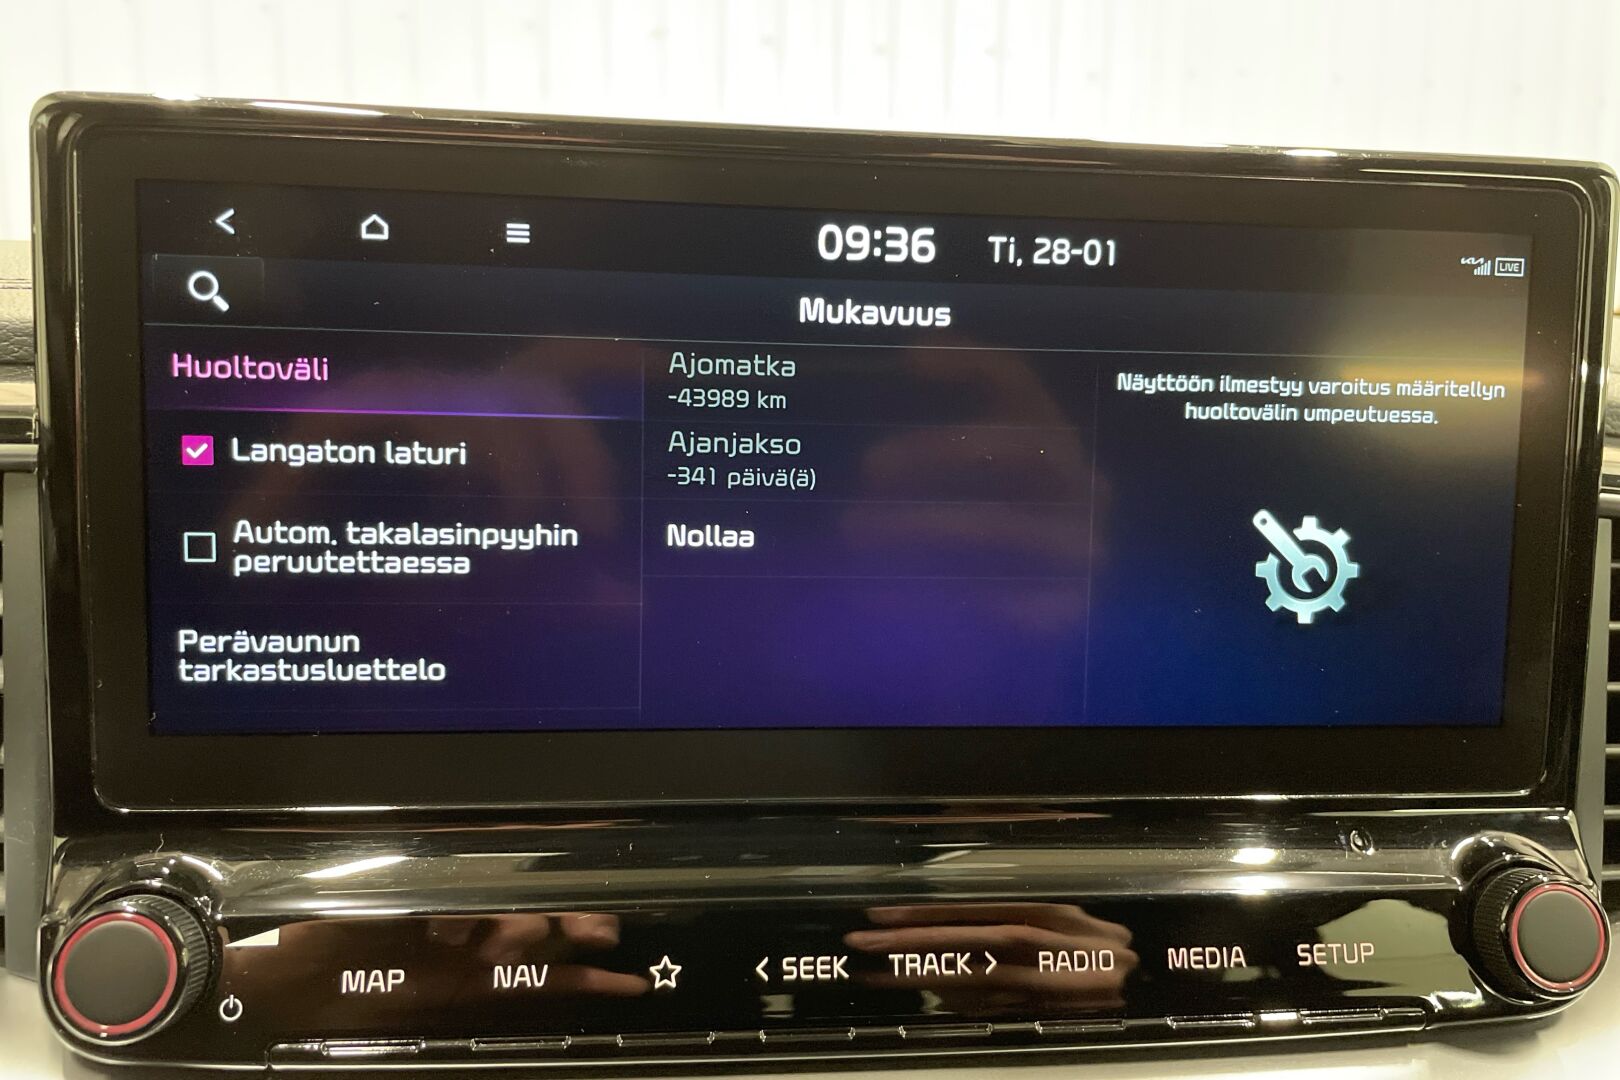 09:36 Ti, 28-01
KIA LIVE
Mukavuus
Huoltoväli
Langaton laturi
Autom. takalasinpyyhin
peruutettaessa
Perävaunun
tarkastusluettelo
Ajomatka
-43989 km
Ajanjakso
-341 päivä(ä)
Nollaa
Näyttöön ilmestyy varoitus määritellyn
huoltovälin umpeutuessa.
MAP NAV < SEEK TRACK > RADIO MEDIA SETUP